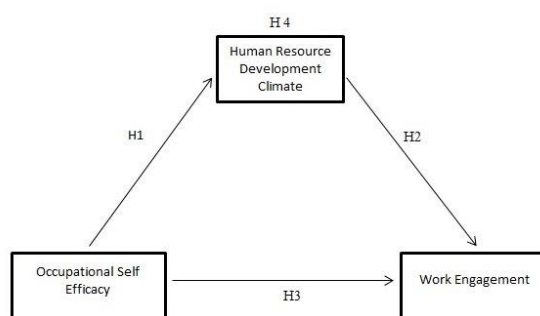 H 4
Human Resource
Development
Climate
H1
H2
Occupational Self
Efficacy
Work Engagement
H3